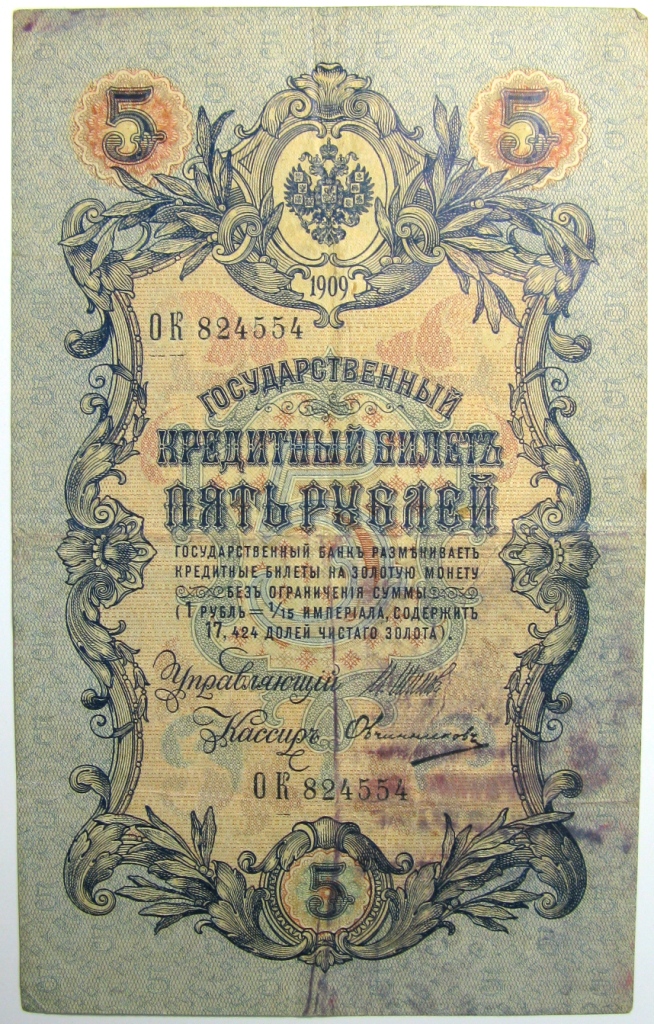 5 5
1909
ОК 824554
ГОСУДАРСТВЕННЫЙ
КРЕДИТНЫЙ БИЛЕТЪ
ПЯТЬ РУБЛЕЙ
ГОСУДАРСТВЕННЫЙ БАНКЪ РАЗМѢНИВАЕТЪ
КРЕДИТНЫЕ БИЛЕТЫ НА ЗОЛОТУЮ МОНЕТУ
БЕЗЪ ОГРАНИЧЕНІЯ СУММЫ
(1 РУБЛЬ = 1/15 ИМПЕРІАЛА, СОДЕРЖИТЪ
17,424 ДОЛЕЙ ЧИСТАГО ЗОЛОТА).
Управляющій
Кассиръ Овчинниковъ
ОК 824554
5